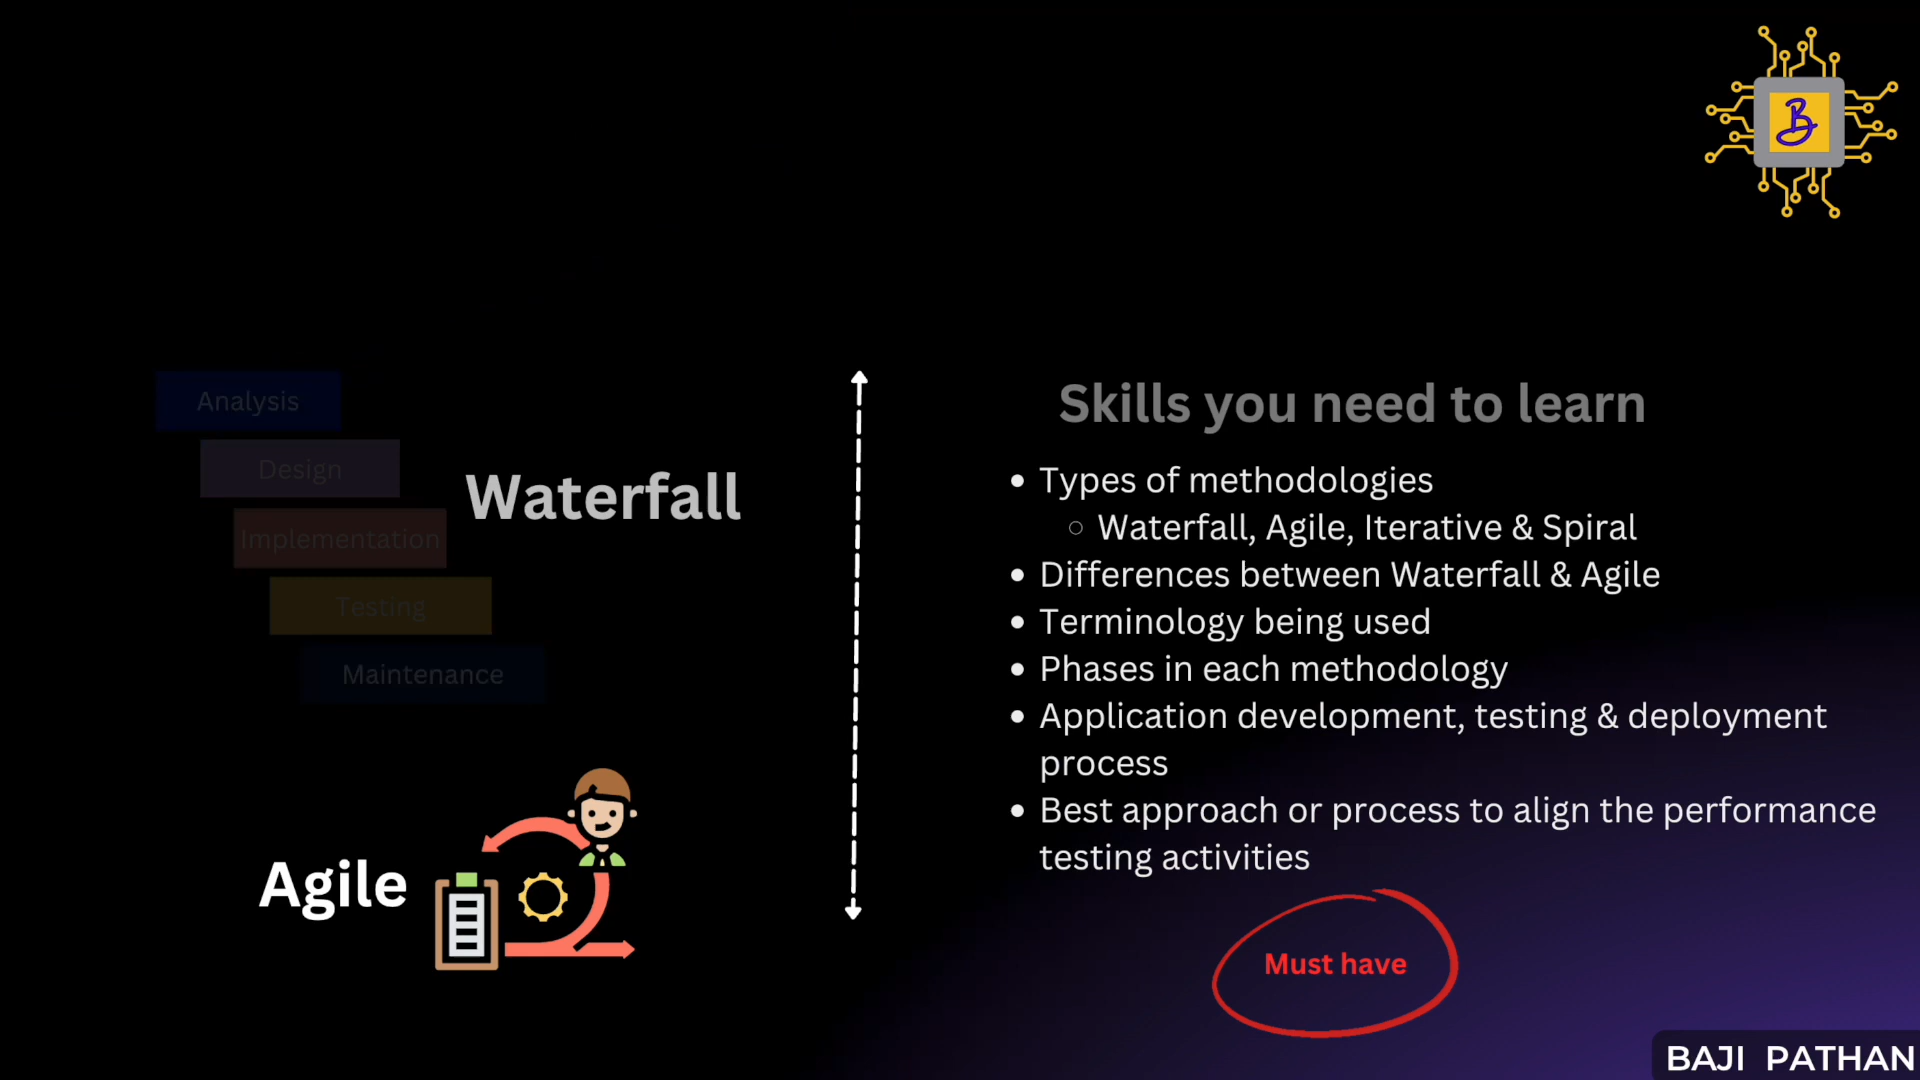 B
Analysis
Design
Implementation
Testing
Maintenance
Waterfall
Agile
Skills you need to learn
• Types of methodologies
○ Waterfall, Agile, Iterative & Spiral
• Differences between Waterfall & Agile
• Terminology being used
• Phases in each methodology
• Application development, testing & deployment
process
• Best approach or process to align the performance
testing activities
Must have
BAJI PATHAN